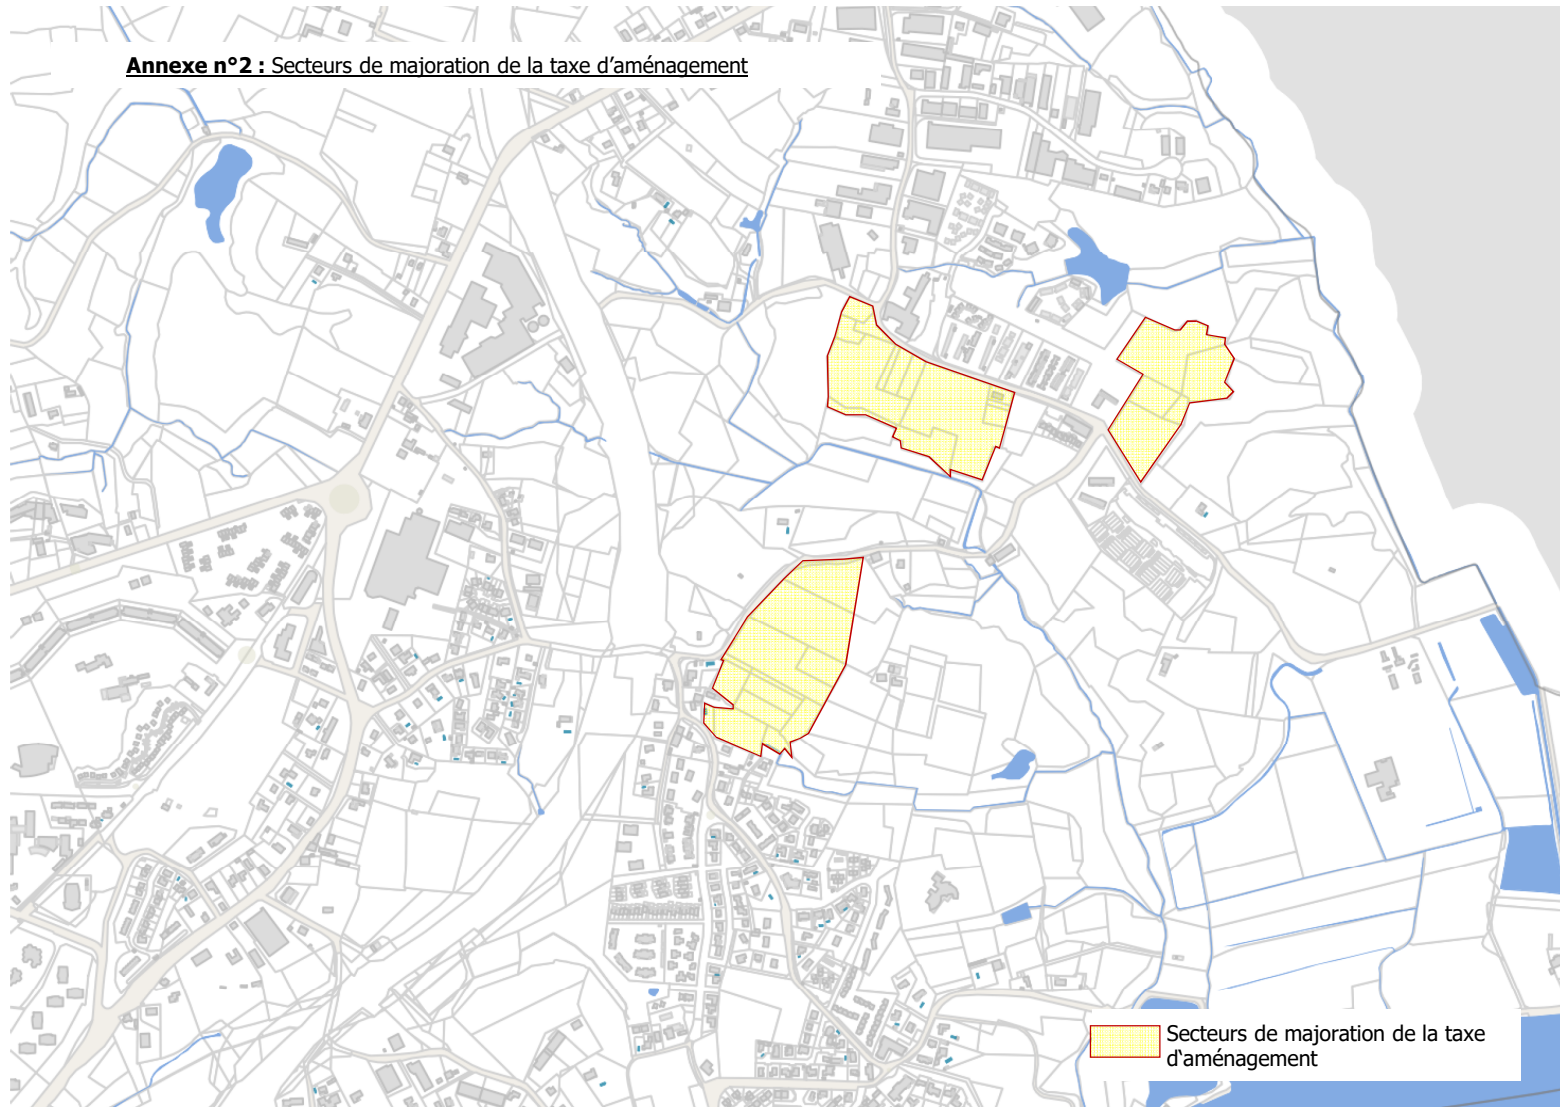 Annexe n°2 : Secteurs de majoration de la taxe d’aménagement
Secteurs de majoration de la taxe
d‘aménagement